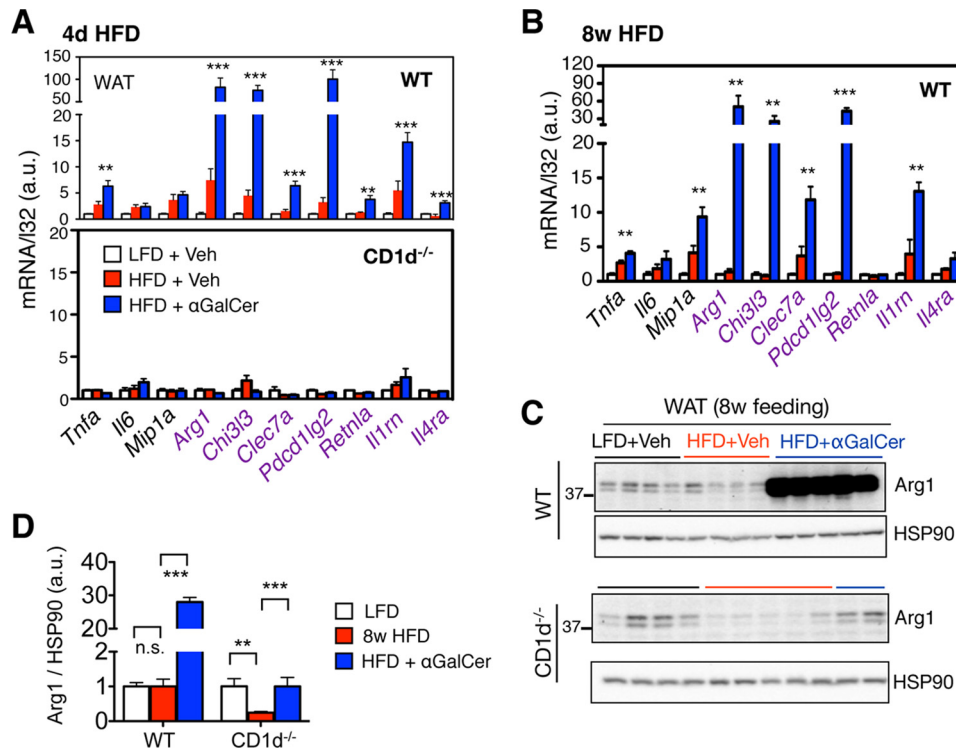 A
4d HFD
WAT
WT
mRNA/l32 (a.u.)
150
100
50
20
15
10
5
0
** *** *** *** *** ** *** ***
CD1d-/-
20
15
10
5
0
LFD + Veh
HFD + Veh
HFD + αGalCer
Tnfa Il6 Mip1a Arg1 Chi3l3 Clec7a Pdcd1lg2 Retnla Il1rn Il4ra
B
8w HFD
WT
mRNA/l32 (a.u.)
120
90
60
30
20
15
10
5
0
** ** ** ** ** *** **
Tnfa Il6 Mip1a Arg1 Chi3l3 Clec7a Pdcd1lg2 Retnla Il1rn Il4ra
C
WAT (8w feeding)
LFD+Veh HFD+Veh HFD+αGalCer
WT
37
Arg1
HSP90
CD1d-/-
37
Arg1
HSP90
D
Arg1 / HSP90 (a.u.)
40
30
20
10
2
1
0
n.s.
***
**
***
WT CD1d-/-
LFD
8w HFD
HFD + αGalCer